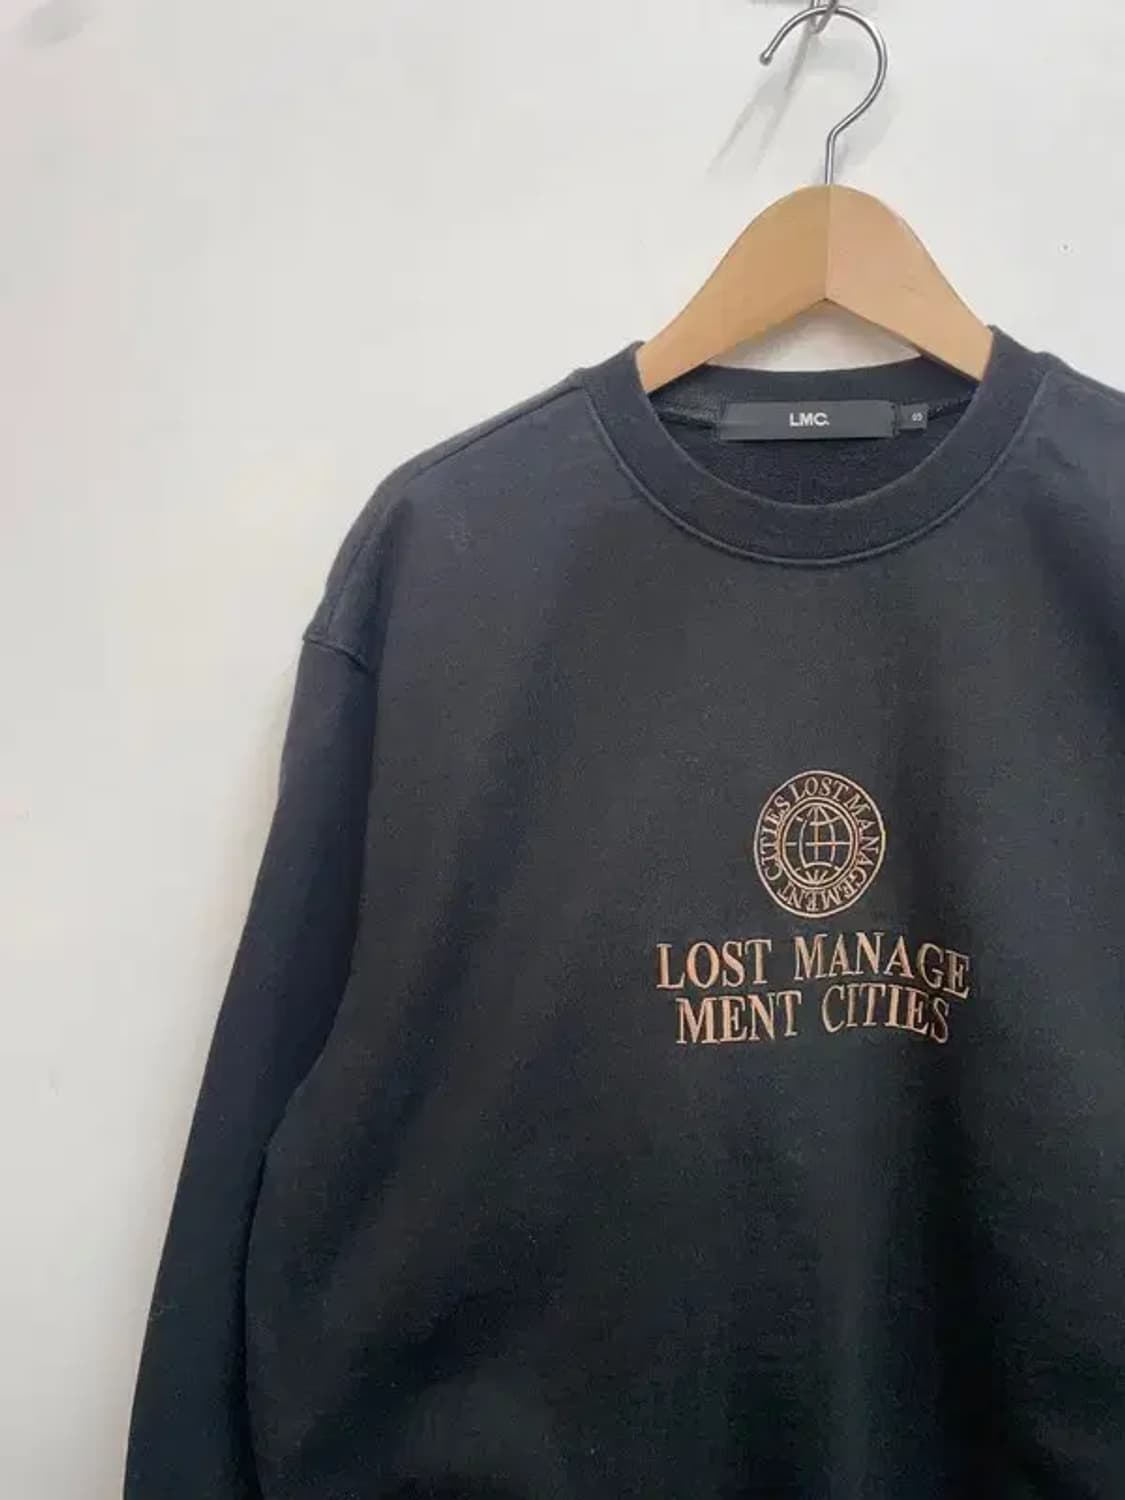 LMC.
S
CITIES LOST MANAGEMENT
LOST MANAGE
MENT CITIES